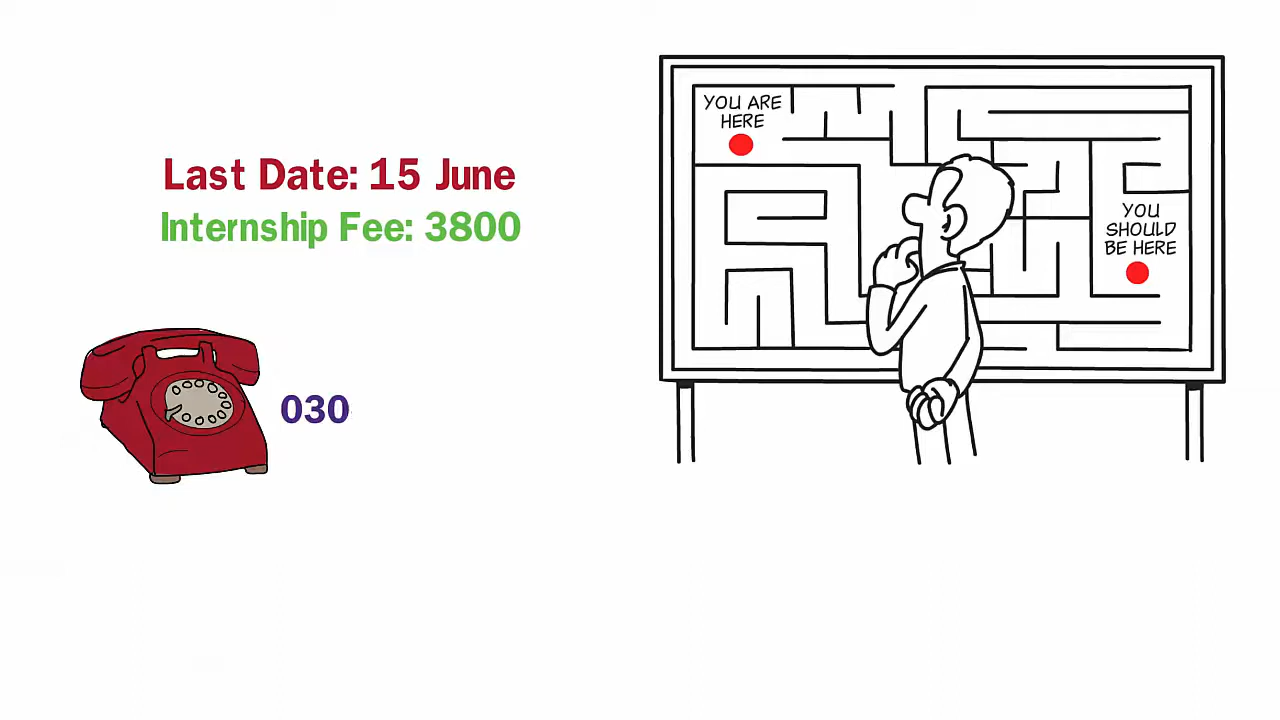 Last Date: 15 June
Internship Fee: 3800
030
YOU ARE
HERE
YOU
SHOULD
BE HERE